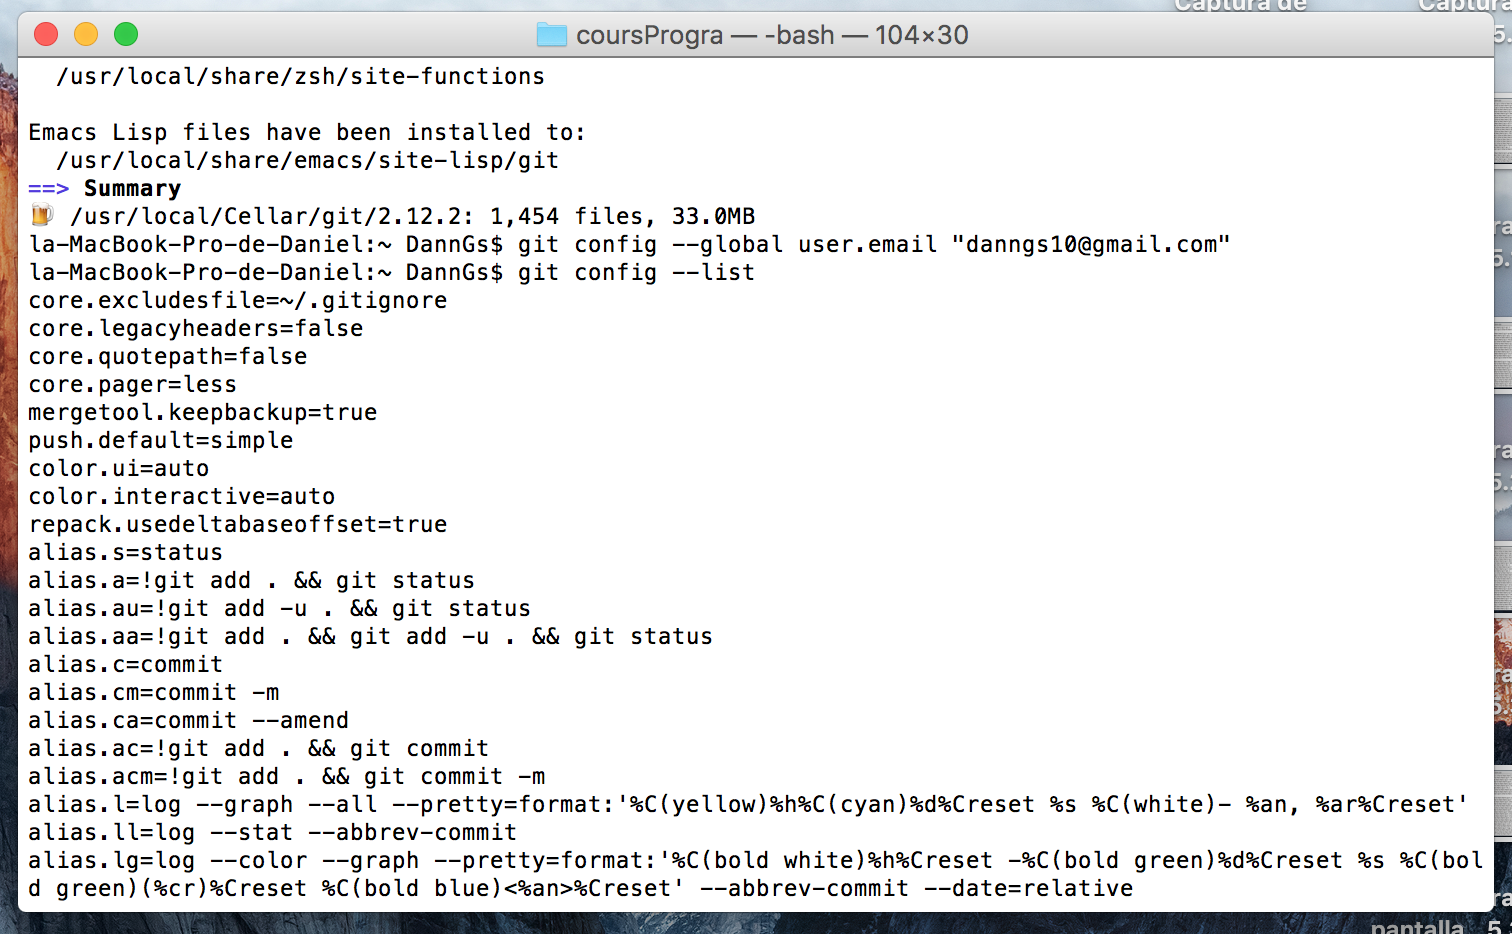 Captura de
Captura
coursProgra — -bash — 104×30
/usr/local/share/zsh/site-functions
Emacs Lisp files have been installed to:
/usr/local/share/emacs/site-lisp/git
==> Summary
🍺 /usr/local/Cellar/git/2.12.2: 1,454 files, 33.0MB
la-MacBook-Pro-de-Daniel:~ DannGs$ git config --global user.email "danngs10@gmail.com"
la-MacBook-Pro-de-Daniel:~ DannGs$ git config --list
core.excludesfile=~/.gitignore
core.legacyheaders=false
core.quotepath=false
core.pager=less
mergetool.keepbackup=true
push.default=simple
color.ui=auto
color.interactive=auto
repack.usedeltabaseoffset=true
alias.s=status
alias.a=!git add . && git status
alias.au=!git add -u . && git status
alias.aa=!git add . && git add -u . && git status
alias.c=commit
alias.cm=commit -m
alias.ca=commit --amend
alias.ac=!git add . && git commit
alias.acm=!git add . && git commit -m
alias.l=log --graph --all --pretty=format:'%C(yellow)%h%C(cyan)%d%Creset %s %C(white)- %an, %ar%Creset'
alias.ll=log --stat --abbrev-commit
alias.lg=log --color --graph --pretty=format:'%C(bold white)%h%Creset -%C(bold green)%d%Creset %s %C(bol
d green)(%cr)%Creset %C(bold blue)<%an>%Creset' --abbrev-commit --date=relative
pantalla